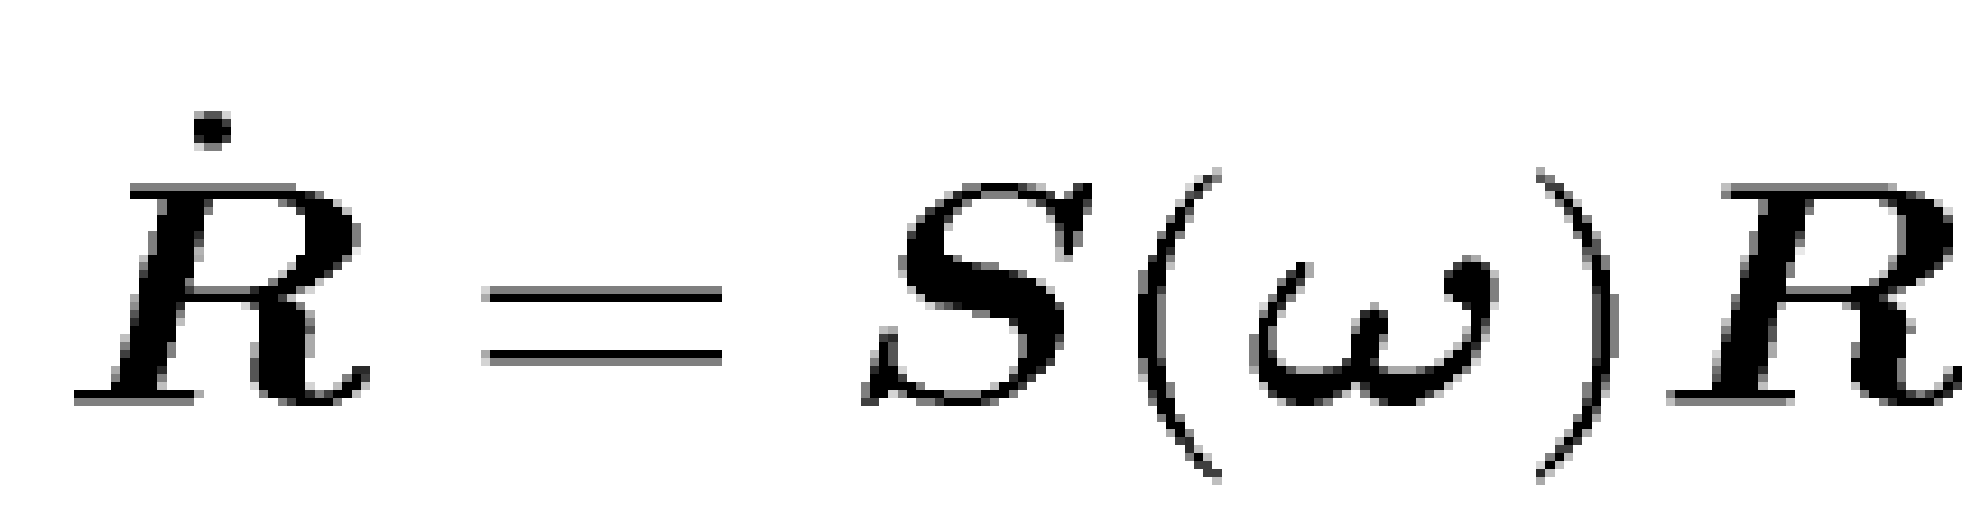 Ṙ = S(ω)R